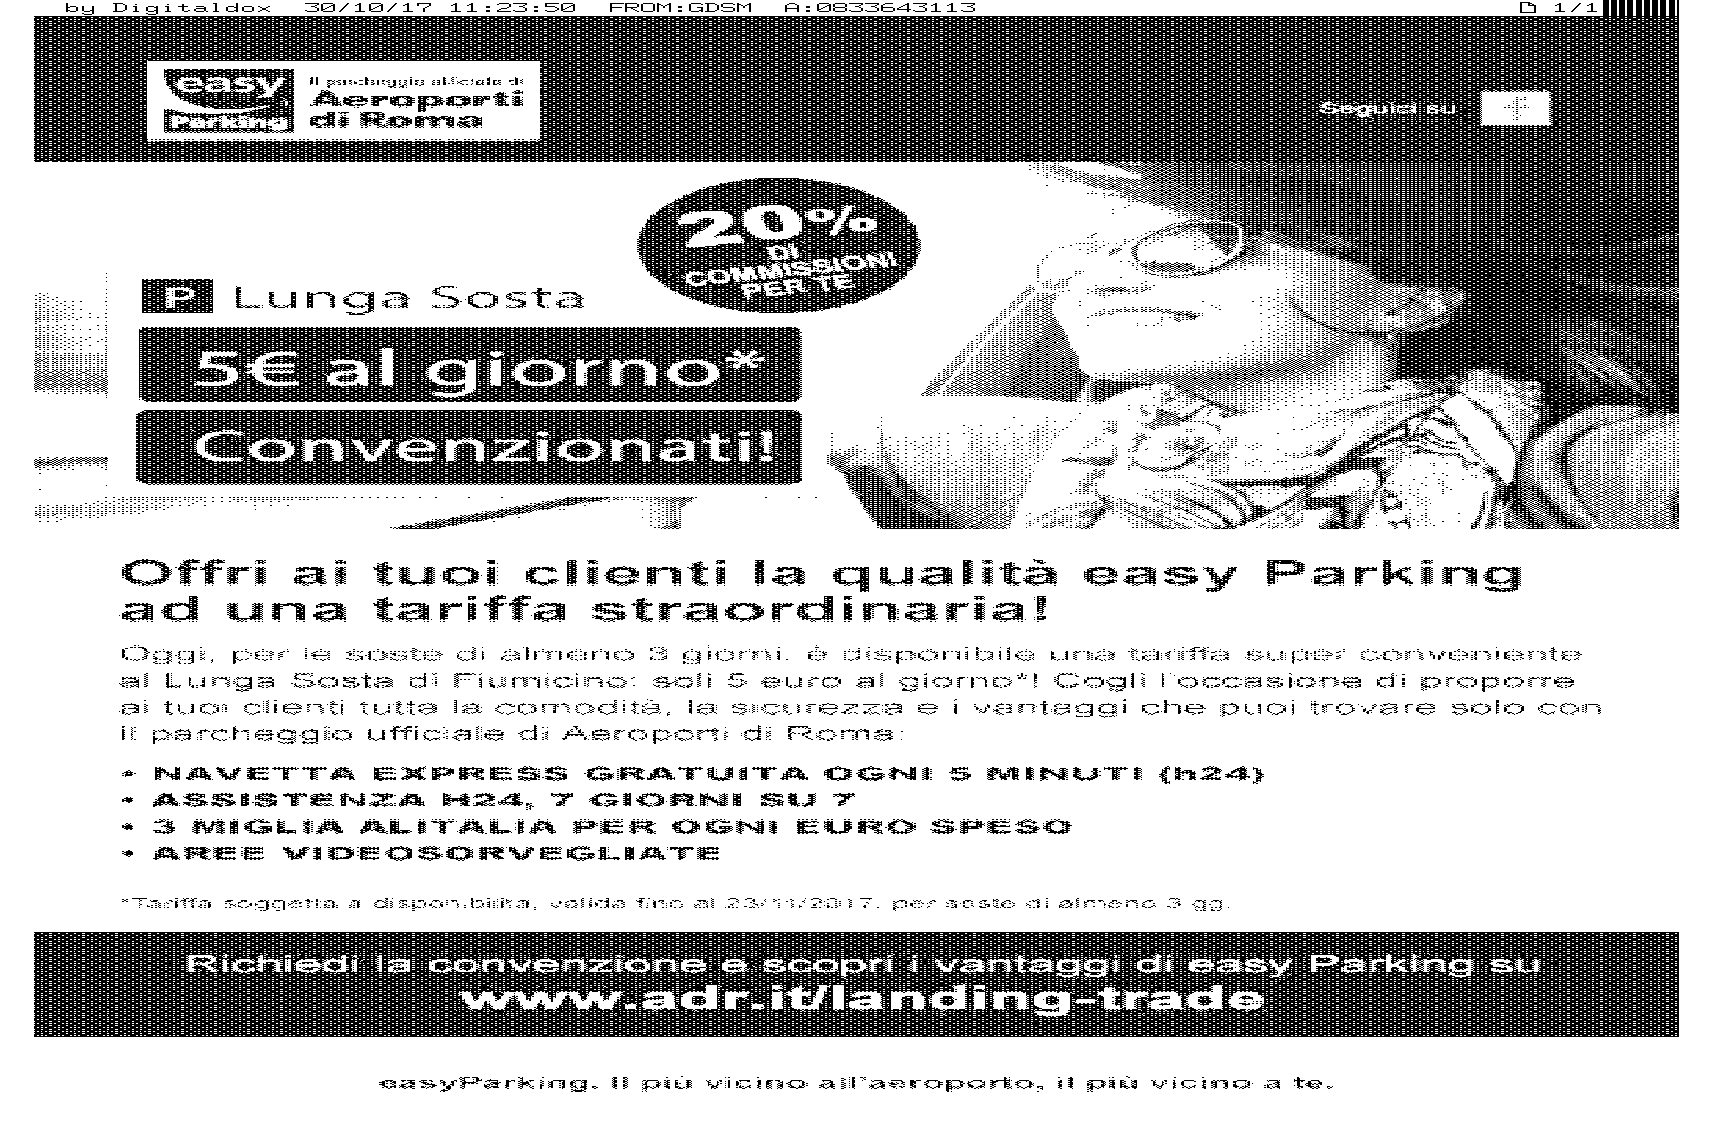 by Digitaldox 30/10/17 11:23:50 FROM:GDSM A:0833643113 1/1
easy
Parking
Il parcheggio ufficiale di
Aeroporti
di Roma
Seguici su f
20%
DI
COMMISSIONI
PER TE
P Lunga Sosta
5€ al giorno*
Convenzionati!
Offri ai tuoi clienti la qualità easy Parking
ad una tariffa straordinaria!
Oggi, per le soste di almeno 3 giorni, è disponibile una tariffa super conveniente
al Lunga Sosta di Fiumicino: soli 5 euro al giorno*! Cogli l'occasione di proporre
ai tuoi clienti tutta la comodità, la sicurezza e i vantaggi che puoi trovare solo con
il parcheggio ufficiale di Aeroporti di Roma:
• NAVETTA EXPRESS GRATUITA OGNI 5 MINUTI (h24)
• ASSISTENZA H24, 7 GIORNI SU 7
• 3 MIGLIA ALITALIA PER OGNI EURO SPESO
• AREE VIDEOSORVEGLIATE
*Tariffa soggetta a disponibilità, valida fino al 23/11/2017, per soste di almeno 3 gg.
Richiedi la convenzione e scopri i vantaggi di easy Parking su
www.adr.it/landing-trade
easyParking. Il più vicino all'aeroporto, il più vicino a te.